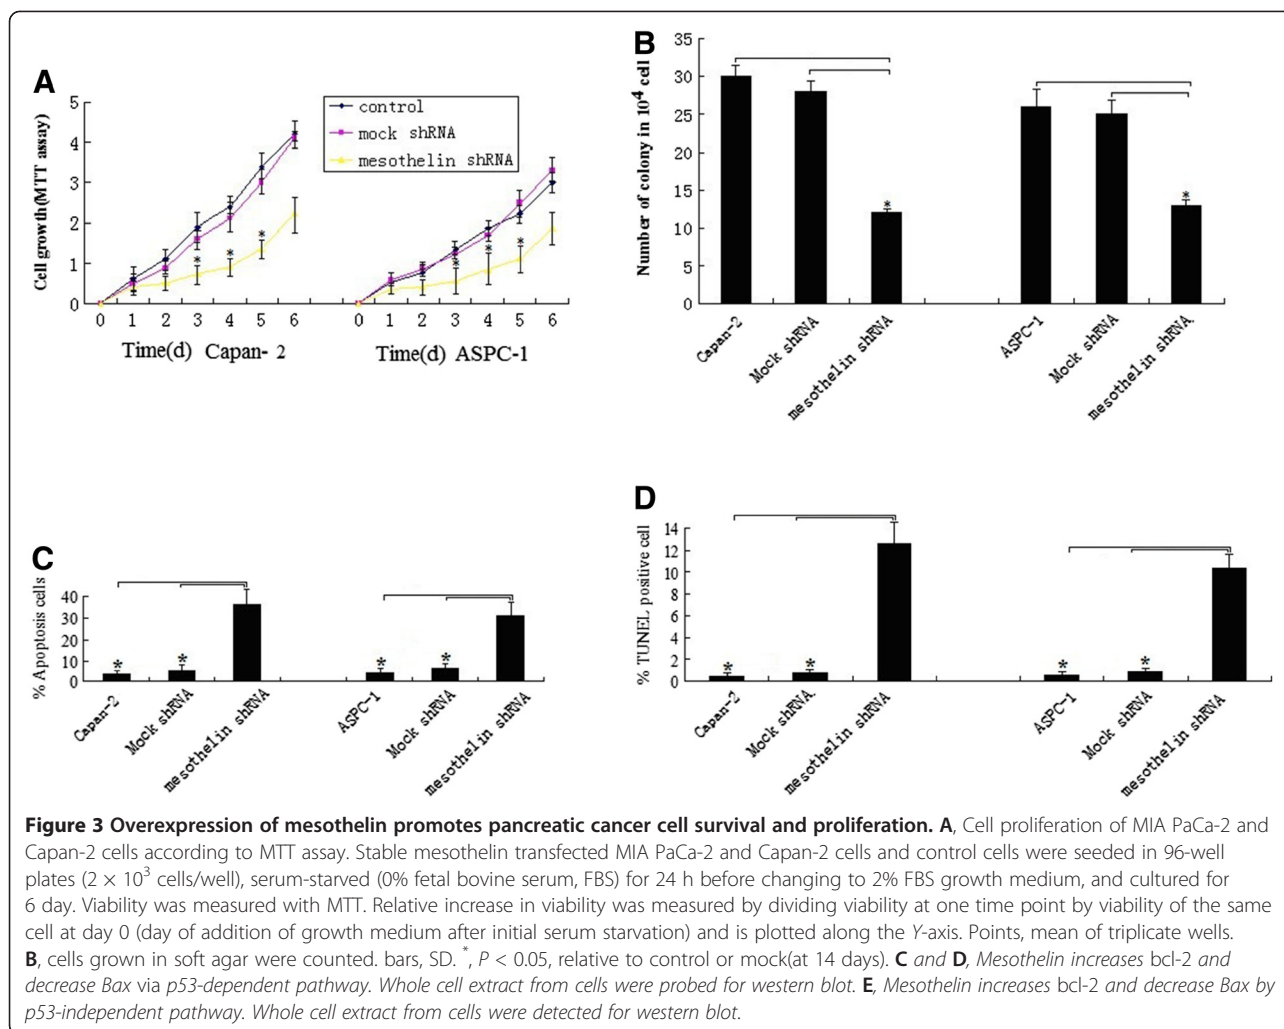 A
Cell growth(MTT assay)
5
4
3
2
1
0
control
mock shRNA
mesothelin shRNA
* * *
* * *
0 1 2 3 4 5 6
0 1 2 3 4 5 6
Time(d) Capan- 2
Time(d) ASPC-1
B
Number of colony in 10⁴ cell
35
30
25
20
15
10
5
0
*
*
Capan-2
Mock shRNA
mesothelin shRNA
ASPC-1
Mock shRNA
mesothelin shRNA
C
% Apoptosis cells
40
30
20
10
0
* *
* *
Capan-2
Mock shRNA
mesothelin shRNA
ASPC-1
Mock shRNA
mesothelin shRNA
D
% TUNEL positive cell
14
12
10
8
6
4
2
0
* *
* *
Capan-2
Mock shRNA
mesothelin shRNA
ASPC-1
Mock shRNA
mesothelin shRNA
Figure 3 Overexpression of mesothelin promotes pancreatic cancer cell survival and proliferation. A, Cell proliferation of MIA PaCa-2 and
Capan-2 cells according to MTT assay. Stable mesothelin transfected MIA PaCa-2 and Capan-2 cells and control cells were seeded in 96-well
plates (2 × 10³ cells/well), serum-starved (0% fetal bovine serum, FBS) for 24 h before changing to 2% FBS growth medium, and cultured for
6 day. Viability was measured with MTT. Relative increase in viability was measured by dividing viability at one time point by viability of the same
cell at day 0 (day of addition of growth medium after initial serum starvation) and is plotted along the Y-axis. Points, mean of triplicate wells.
B, cells grown in soft agar were counted. bars, SD. *, P < 0.05, relative to control or mock(at 14 days). C and D, Mesothelin increases bcl-2 and
decrease Bax via p53-dependent pathway. Whole cell extract from cells were probed for western blot. E, Mesothelin increases bcl-2 and decrease Bax by
p53-independent pathway. Whole cell extract from cells were detected for western blot.